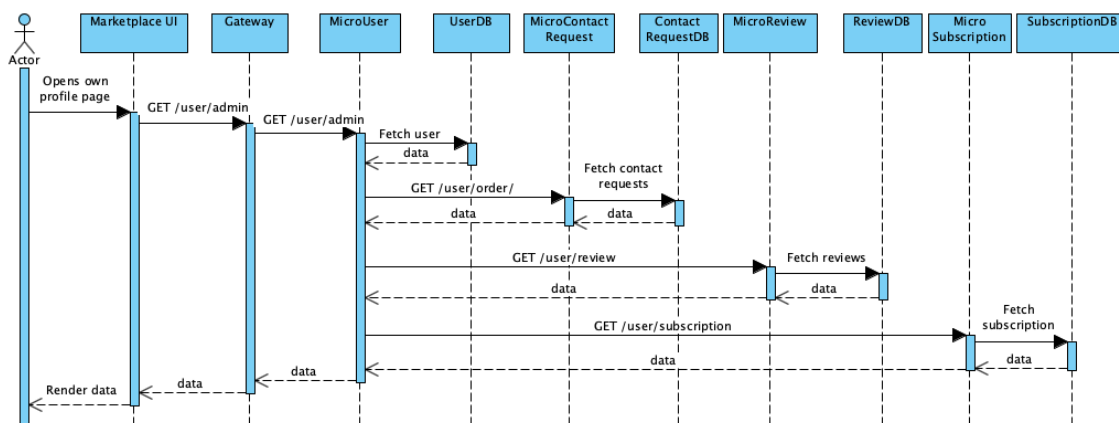 Marketplace UI
Gateway
MicroUser
UserDB
MicroContact
Request
Contact
RequestDB
MicroReview
ReviewDB
Micro
Subscription
SubscriptionDB
Actor
Opens own
profile page
GET /user/admin
GET /user/admin
Fetch user
data
Fetch contact
requests
GET /user/order/
data
data
GET /user/review
Fetch reviews
data
data
Fetch
subscription
GET /user/subscription
data
data
data
data
Render data